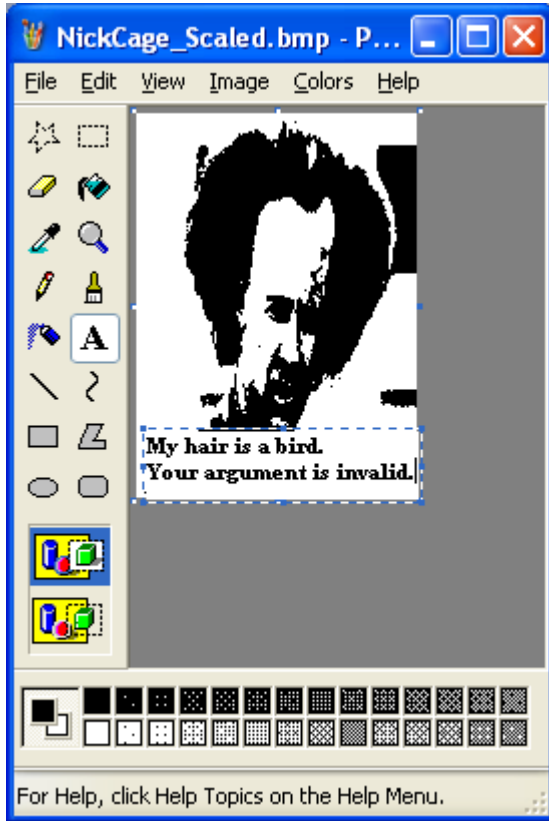 NickCage_Scaled.bmp - P...
File Edit View Image Colors Help
A
My hair is a bird.
Your argument is invalid.
For Help, click Help Topics on the Help Menu.